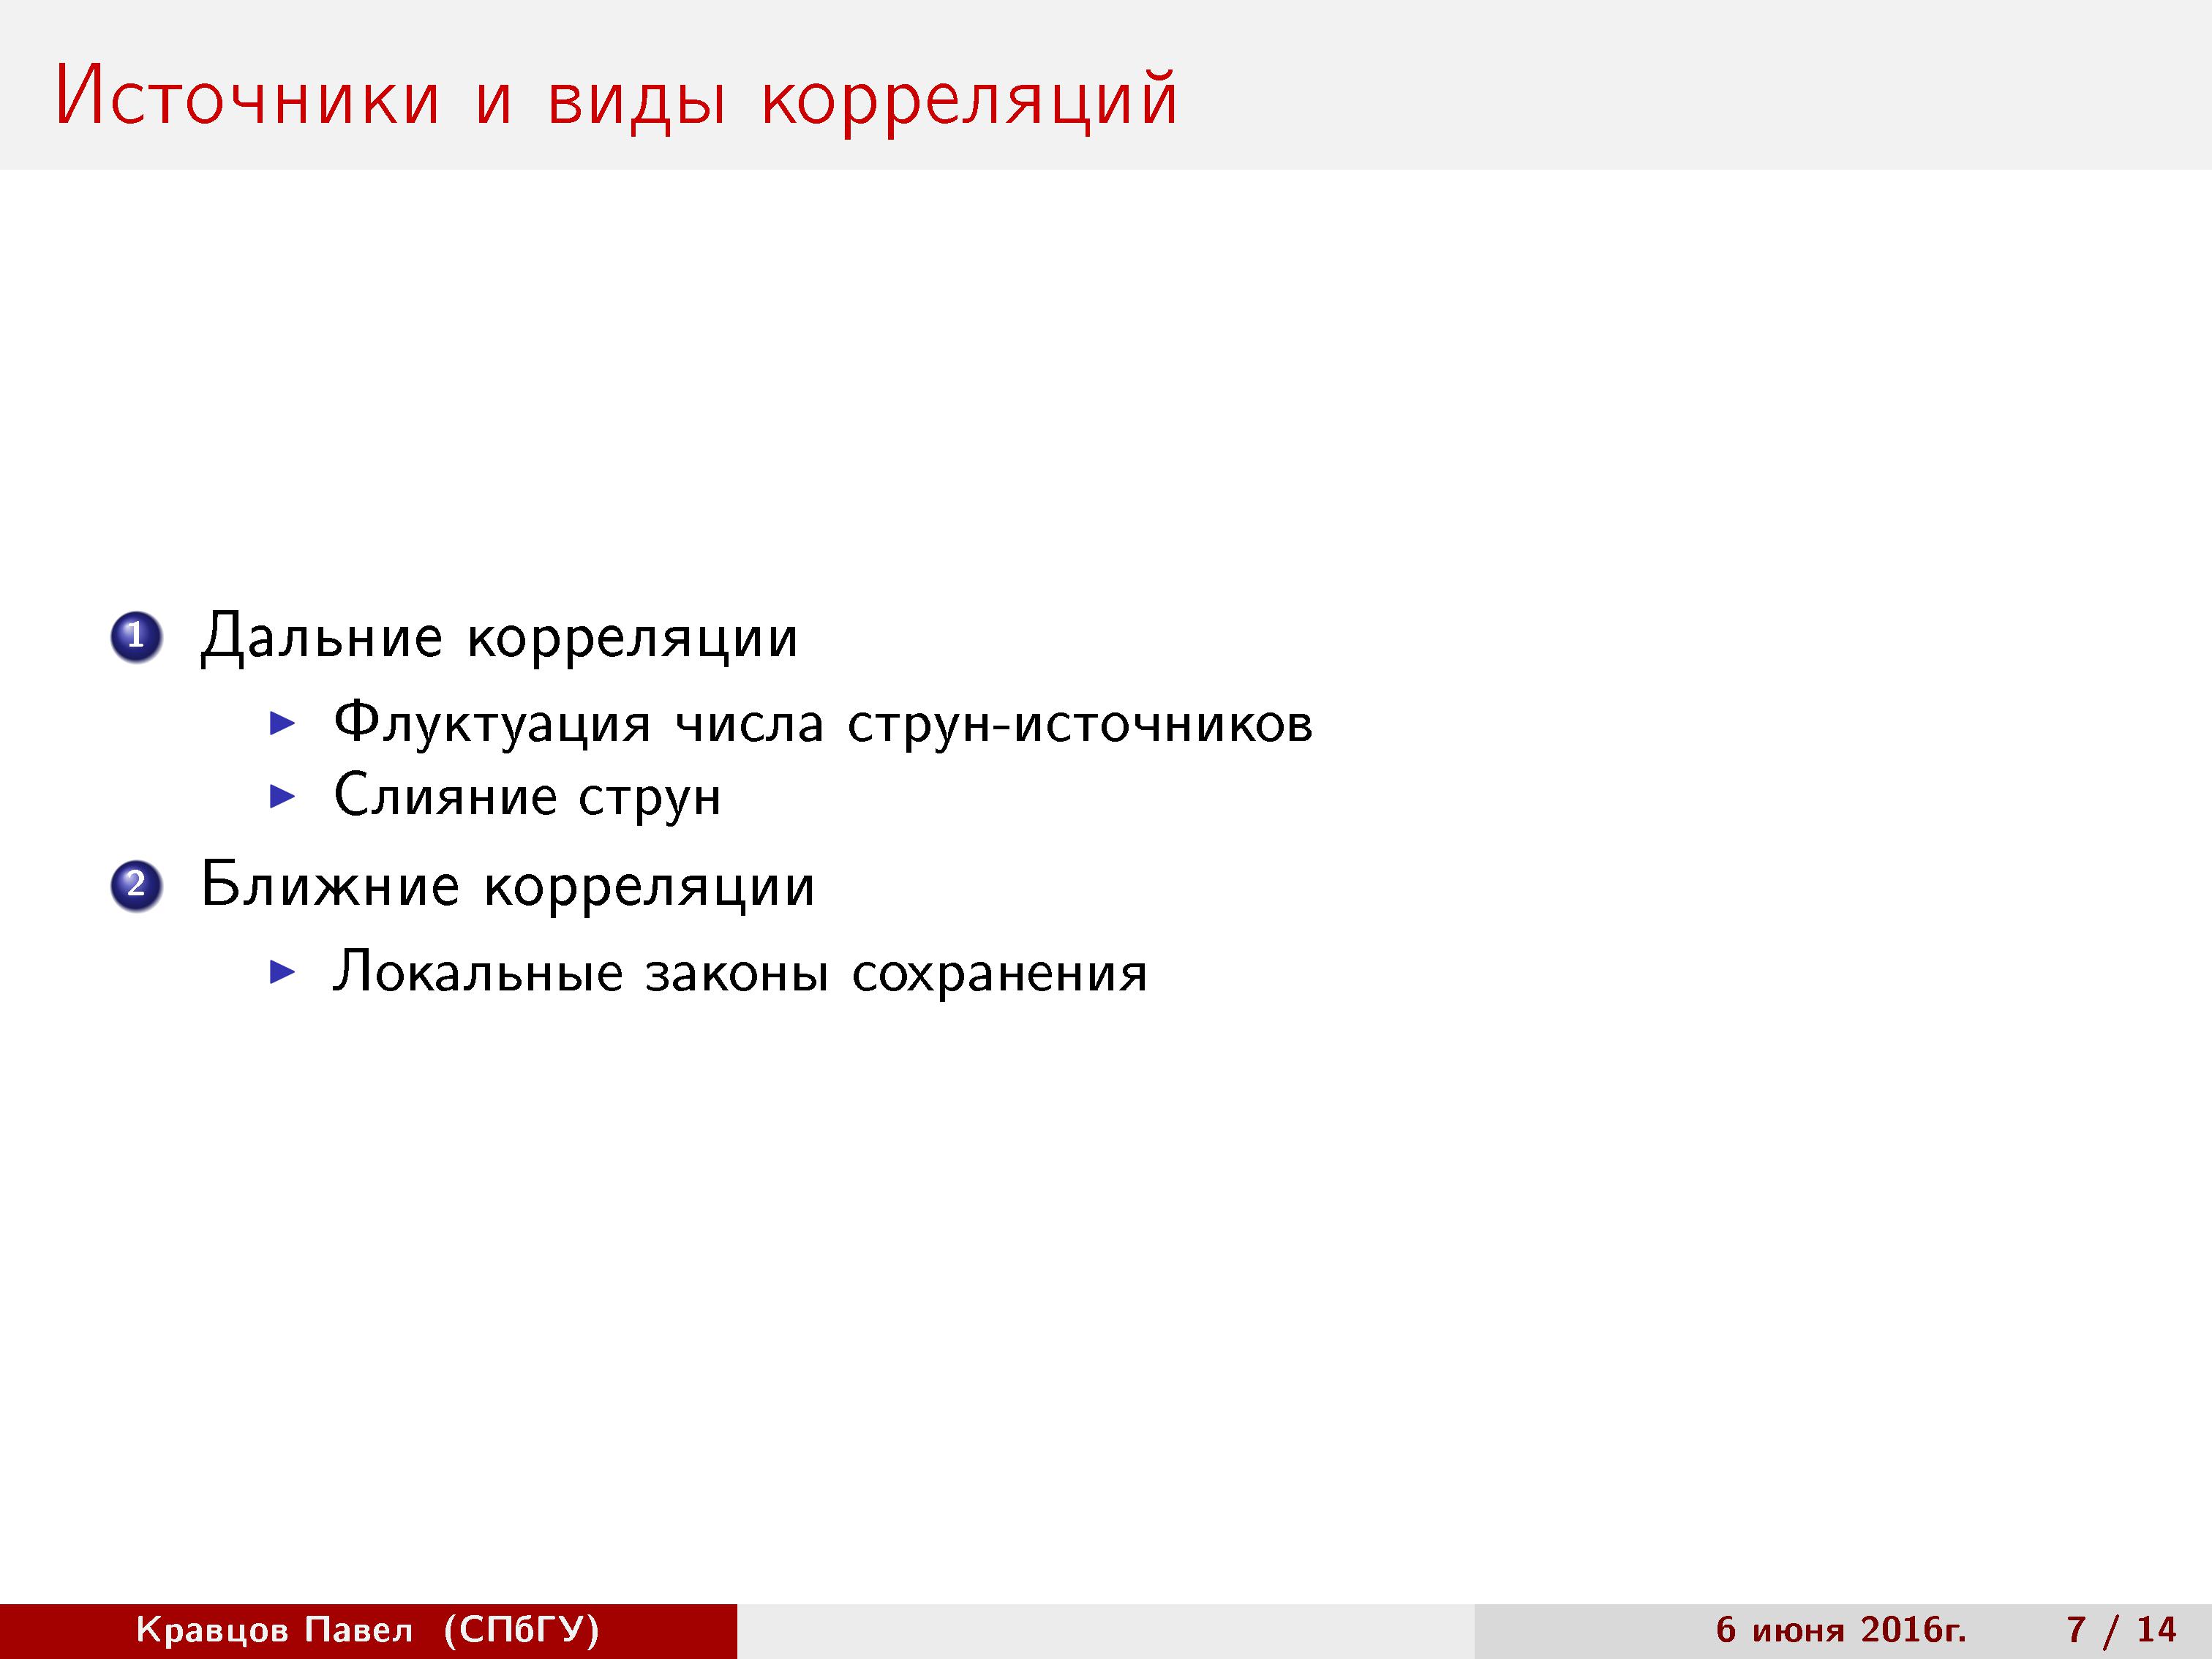 Источники и виды корреляций
1 Дальние корреляции
▶ Флуктуация числа струн-источников
▶ Слияние струн
2 Ближние корреляции
▶ Локальные законы сохранения
Кравцов Павел (СПбГУ) 6 июня 2016г. 7 / 14